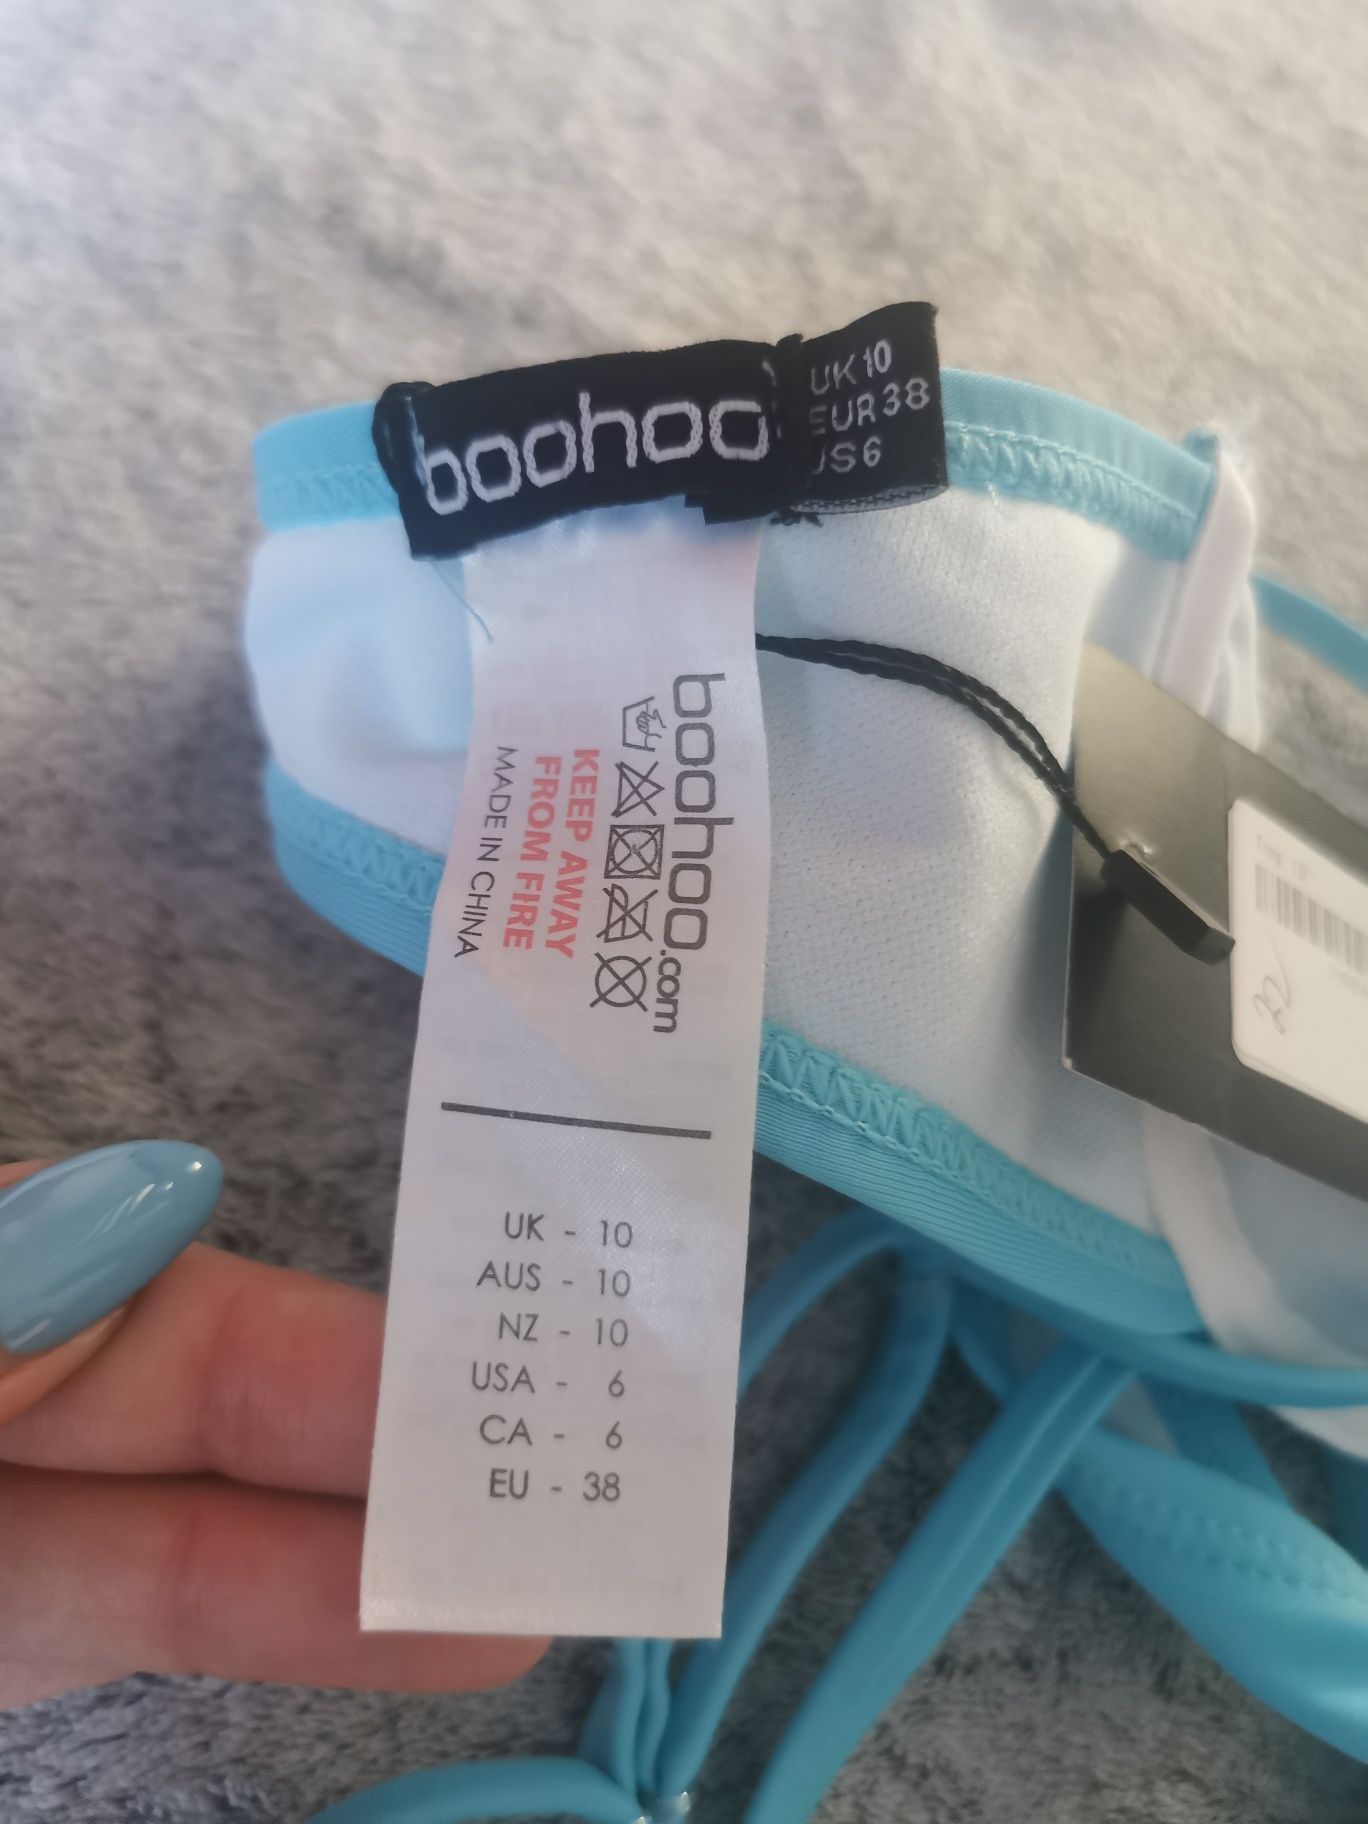 boohoo
UK 10
EUR 38
US 6
boohoo.com
KEEP AWAY
FROM FIRE
MADE IN CHINA
UK - 10
AUS - 10
NZ - 10
USA - 6
CA - 6
EU - 38
22